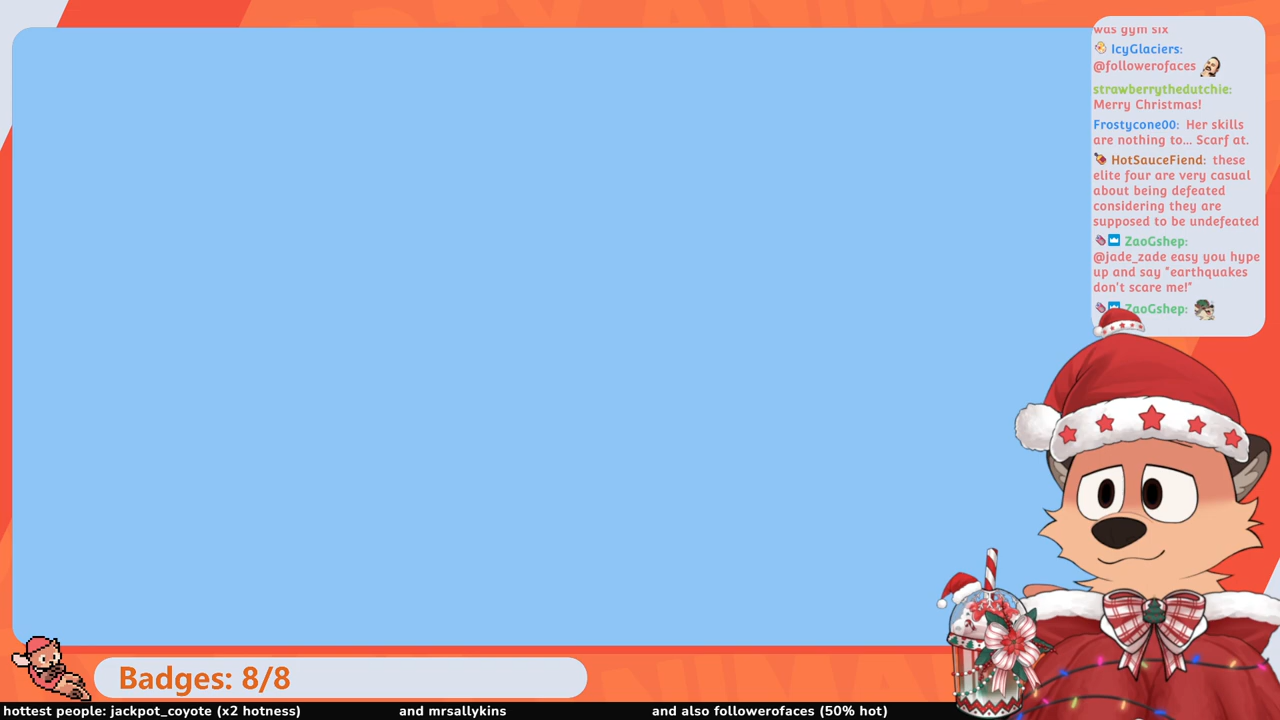 was gym six
IcyGlaciers:
@followerofaces
strawberrythedutchie:
Merry Christmas!
Frostycone00: Her skills
are nothing to... Scarf at.
HotSauceFiend: these
elite four are very casual
about being defeated
considering they are
supposed to be undefeated
ZaoGshep:
@jade_zade easy you hype
up and say "earthquakes
don't scare me!"
ZaoGshep:
Badges: 8/8
hottest people: jackpot_coyote (x2 hotness) and mrsallykins and also followerofaces (50% hot)